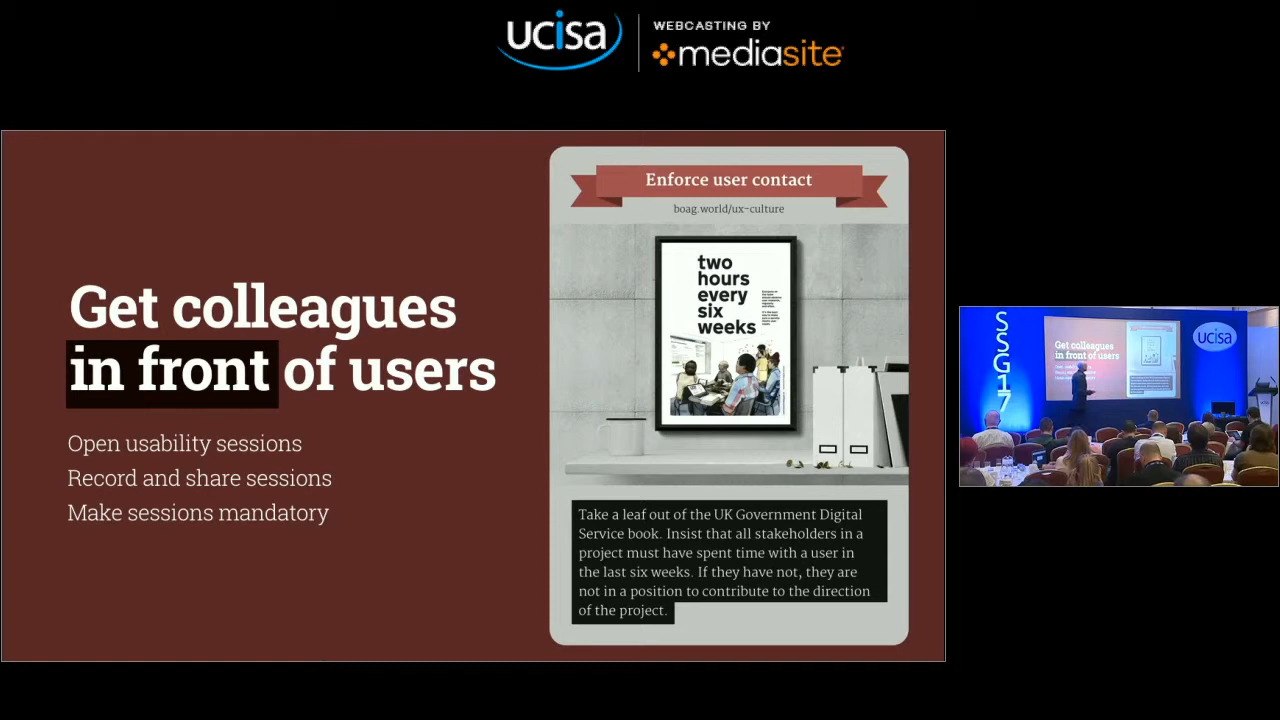 ucisa
WEBCASTING BY
mediasite
Get colleagues
in front of users
Open usability sessions
Record and share sessions
Make sessions mandatory
Enforce user contact
boag.world/ux-culture
two
hours
every
six
weeks
Take a leaf out of the UK Government Digital
Service book. Insist that all stakeholders in a
project must have spent time with a user in
the last six weeks. If they have not, they are
not in a position to contribute to the direction
of the project.
SSG17
Get colleagues
in front of users
ucisa